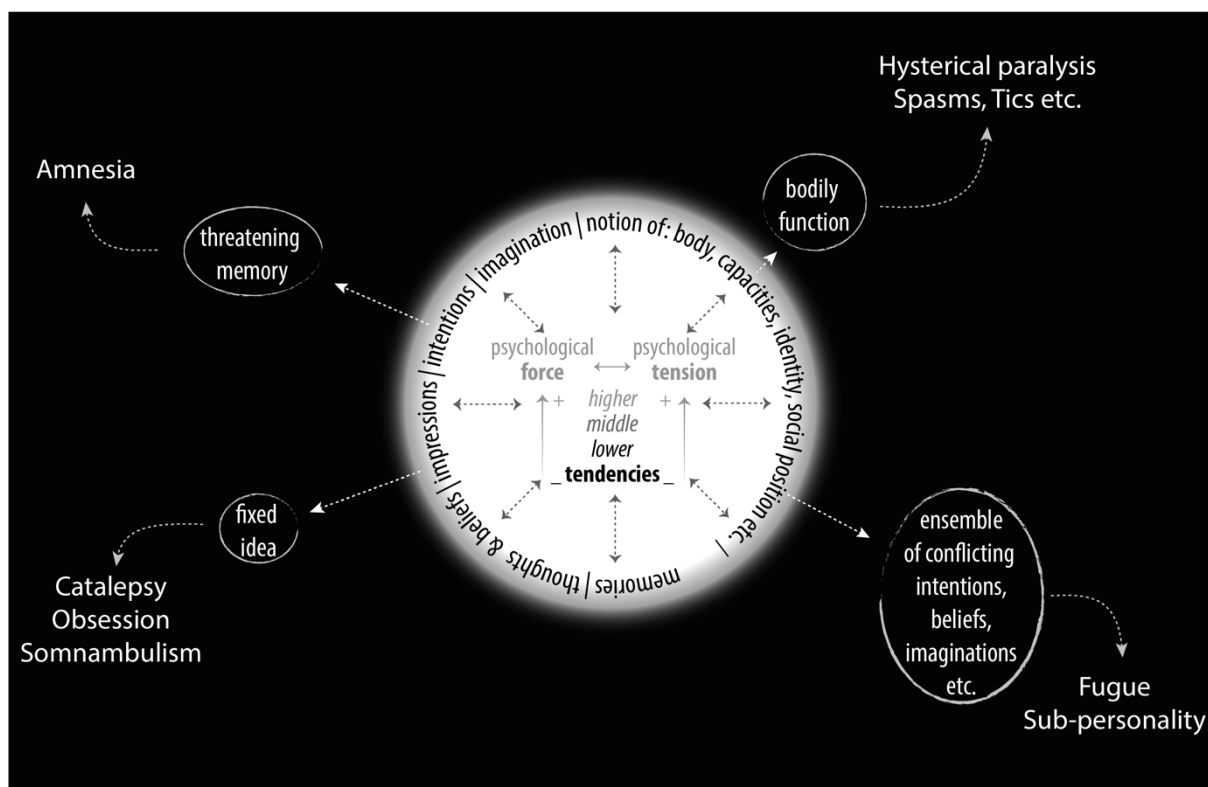 Hysterical paralysis
Spasms, Tics etc.
Amnesia
bodily
function
threatening
memory
memories | thoughts & beliefs | impressions | intentions | imagination | notion of: body, capacities, identity, social position etc. |
psychological
force
psychological
tension
+ higher +
middle
lower
_ tendencies _
fixed
idea
Catalepsy
Obsession
Somnambulism
ensemble
of conflicting
intentions,
beliefs,
imaginations
etc.
Fugue
Sub-personality